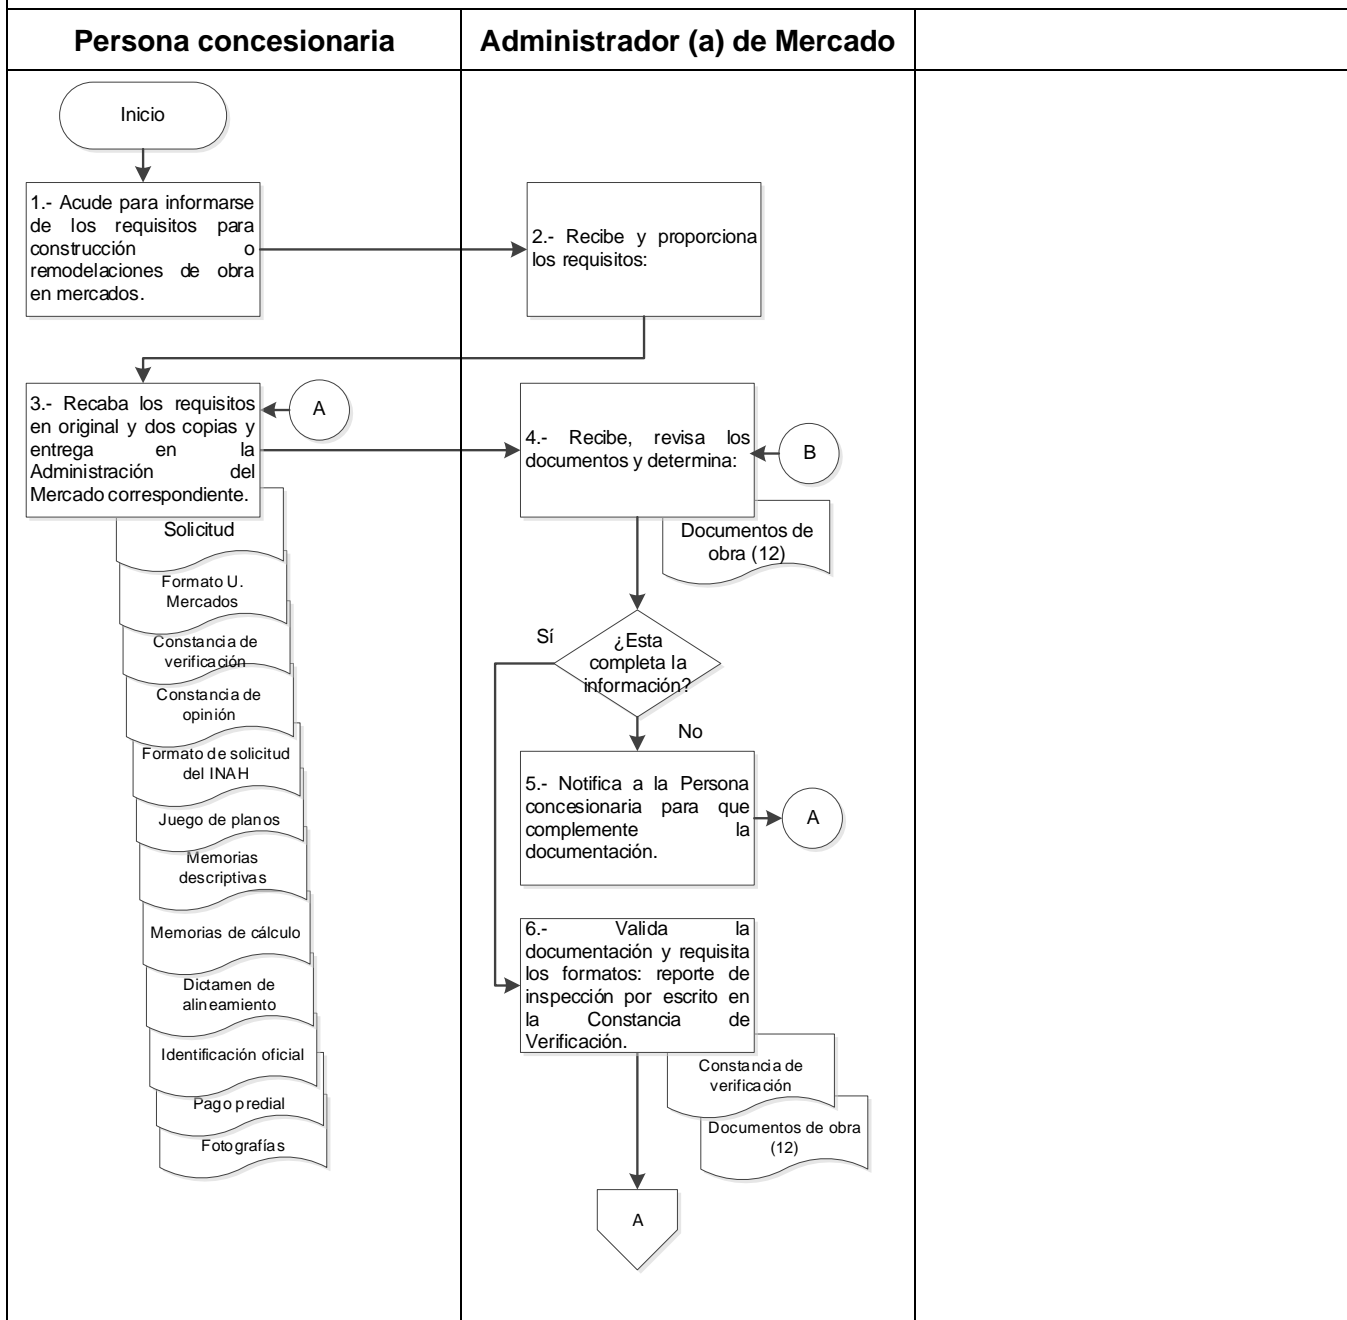 Persona concesionaria
Administrador (a) de Mercado
Inicio
1.- Acude para informarse
de los requisitos para
construcción o
remodelaciones de obra
en mercados.
2.- Recibe y proporciona
los requisitos:
3.- Recaba los requisitos
en original y dos copias y
entrega en la
Administración del
Mercado correspondiente.
A
4.- Recibe, revisa los
documentos y determina:
B
Solicitud
Formato U.
Mercados
Constancia de
verificación
Constancia de
opinión
Formato de solicitud
del INAH
Juego de planos
Memorias
descriptivas
Memorias de cálculo
Dictamen de
alineamiento
Identificación oficial
Pago predial
Fotografías
Documentos de
obra (12)
Sí
¿Esta
completa la
información?
No
5.- Notifica a la Persona
concesionaria para que
complemente la
documentación.
A
6.- Valida la
documentación y requisita
los formatos: reporte de
inspección por escrito en
la Constancia de
Verificación.
Constancia de
verificación
Documentos de obra
(12)
A